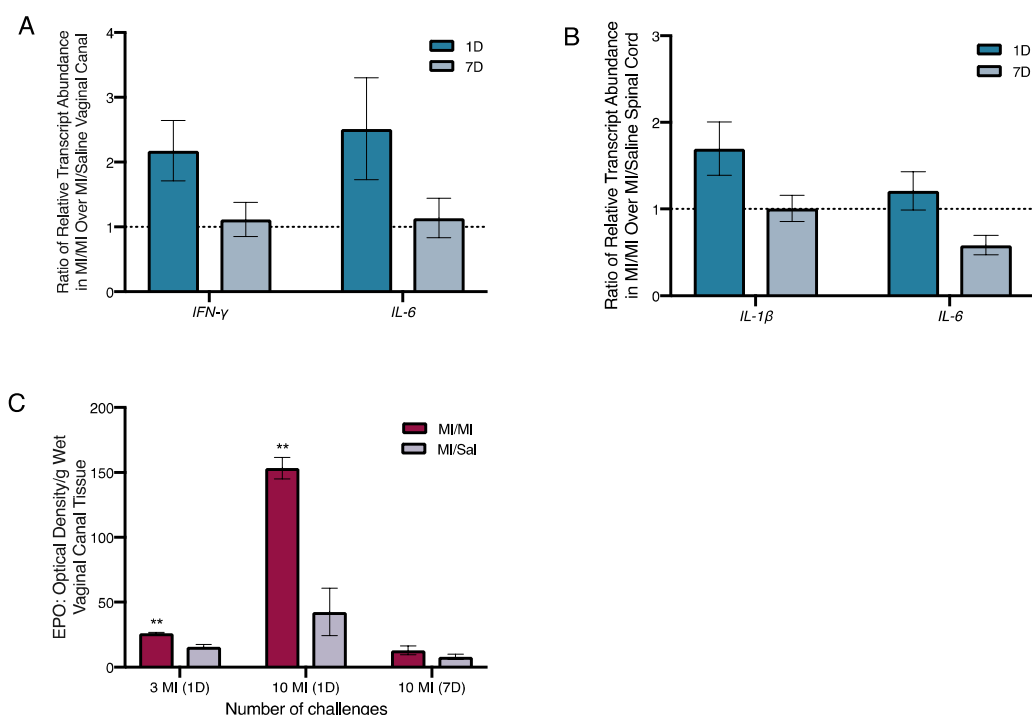 A
Ratio of Relative Transcript Abundance
in MI/MI Over MI/Saline Vaginal Canal
4
3
2
1
0
1D
7D
IFN-γ
IL-6
B
Ratio of Relative Transcript Abundance
in MI/MI Over MI/Saline Spinal Cord
3
2
1
0
1D
7D
IL-1β
IL-6
C
EPO: Optical Density/g Wet
Vaginal Canal Tissue
200
150
100
50
0
MI/MI
MI/Sal
**
**
3 MI (1D)
10 MI (1D)
10 MI (7D)
Number of challenges